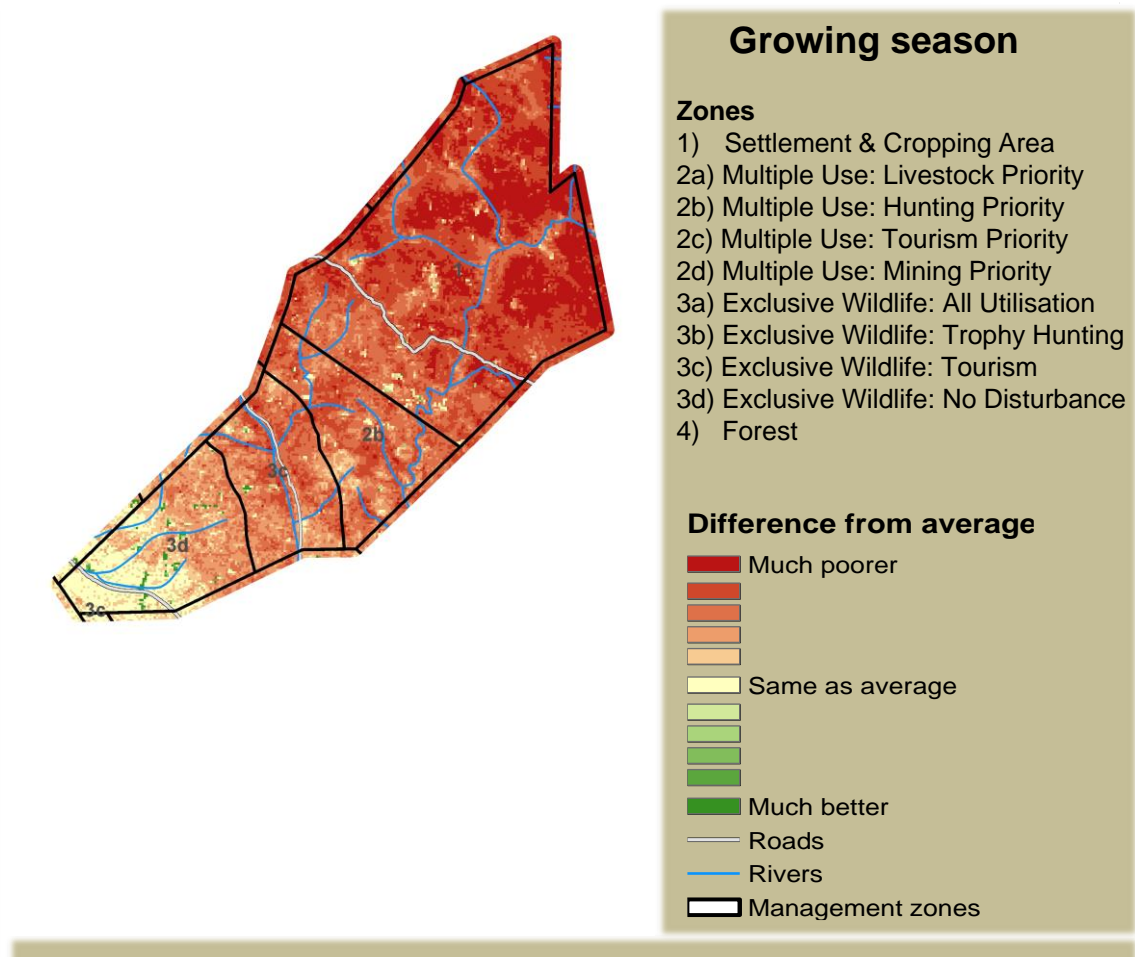 Growing season
Zones
1) Settlement & Cropping Area
2a) Multiple Use: Livestock Priority
2b) Multiple Use: Hunting Priority
2c) Multiple Use: Tourism Priority
2d) Multiple Use: Mining Priority
3a) Exclusive Wildlife: All Utilisation
3b) Exclusive Wildlife: Trophy Hunting
3c) Exclusive Wildlife: Tourism
3d) Exclusive Wildlife: No Disturbance
4) Forest
Difference from average
Much poorer
Same as average
Much better
Roads
Rivers
Management zones
1
2b
3c
3d
3c